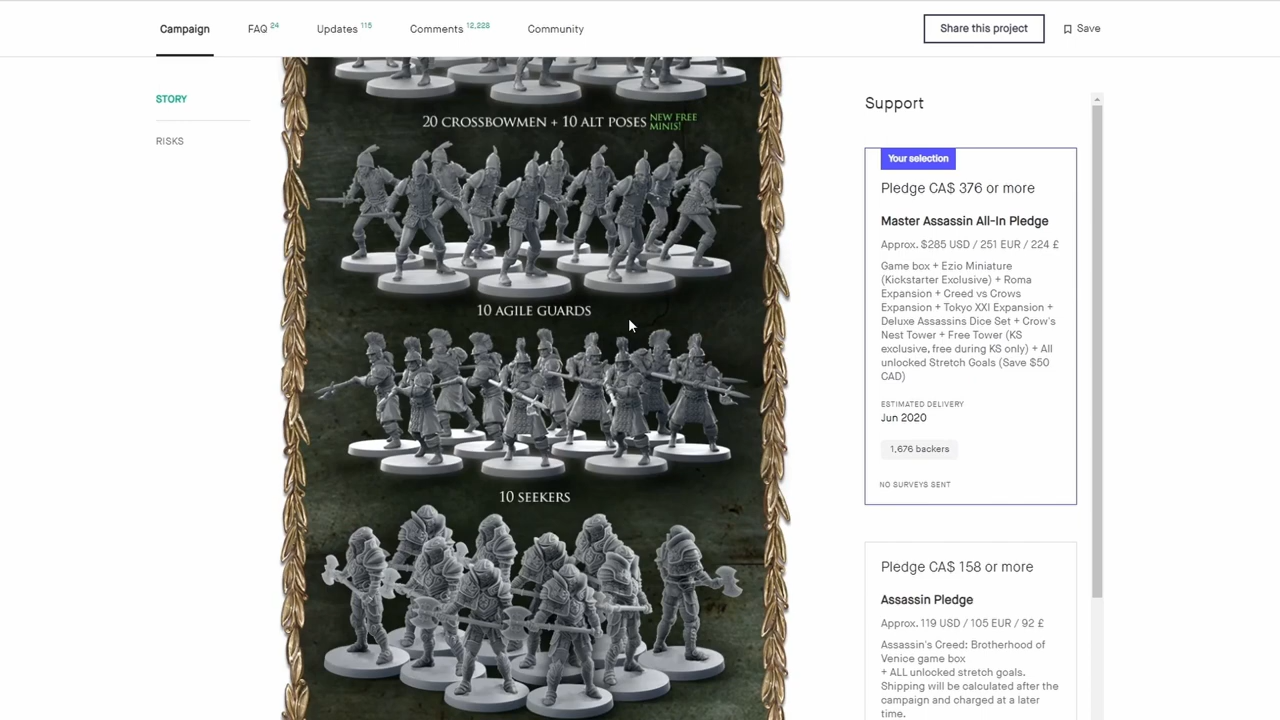 Campaign
FAQ 24
Updates 115
Comments 12,228
Community
Share this project
Save
STORY
RISKS
20 CROSSBOWMEN + 10 ALT POSES NEW FREE MINIS!
10 AGILE GUARDS
10 SEEKERS
Support
Your selection
Pledge CA$ 376 or more
Master Assassin All-In Pledge
Approx. $285 USD / 251 EUR / 224 £
Game box + Ezio Miniature
(Kickstarter Exclusive) + Roma
Expansion + Creed vs Crows
Expansion + Tokyo XXI Expansion +
Deluxe Assassins Dice Set + Crow's
Nest Tower + Free Tower (KS
exclusive, free during KS only) + All
unlocked Stretch Goals (Save $50
CAD)
ESTIMATED DELIVERY
Jun 2020
1,676 backers
NO SURVEYS SENT
Pledge CA$ 158 or more
Assassin Pledge
Approx. 119 USD / 105 EUR / 92 £
Assassin's Creed: Brotherhood of
Venice game box
+ ALL unlocked stretch goals.
Shipping will be calculated after the
campaign and charged at a later
time.